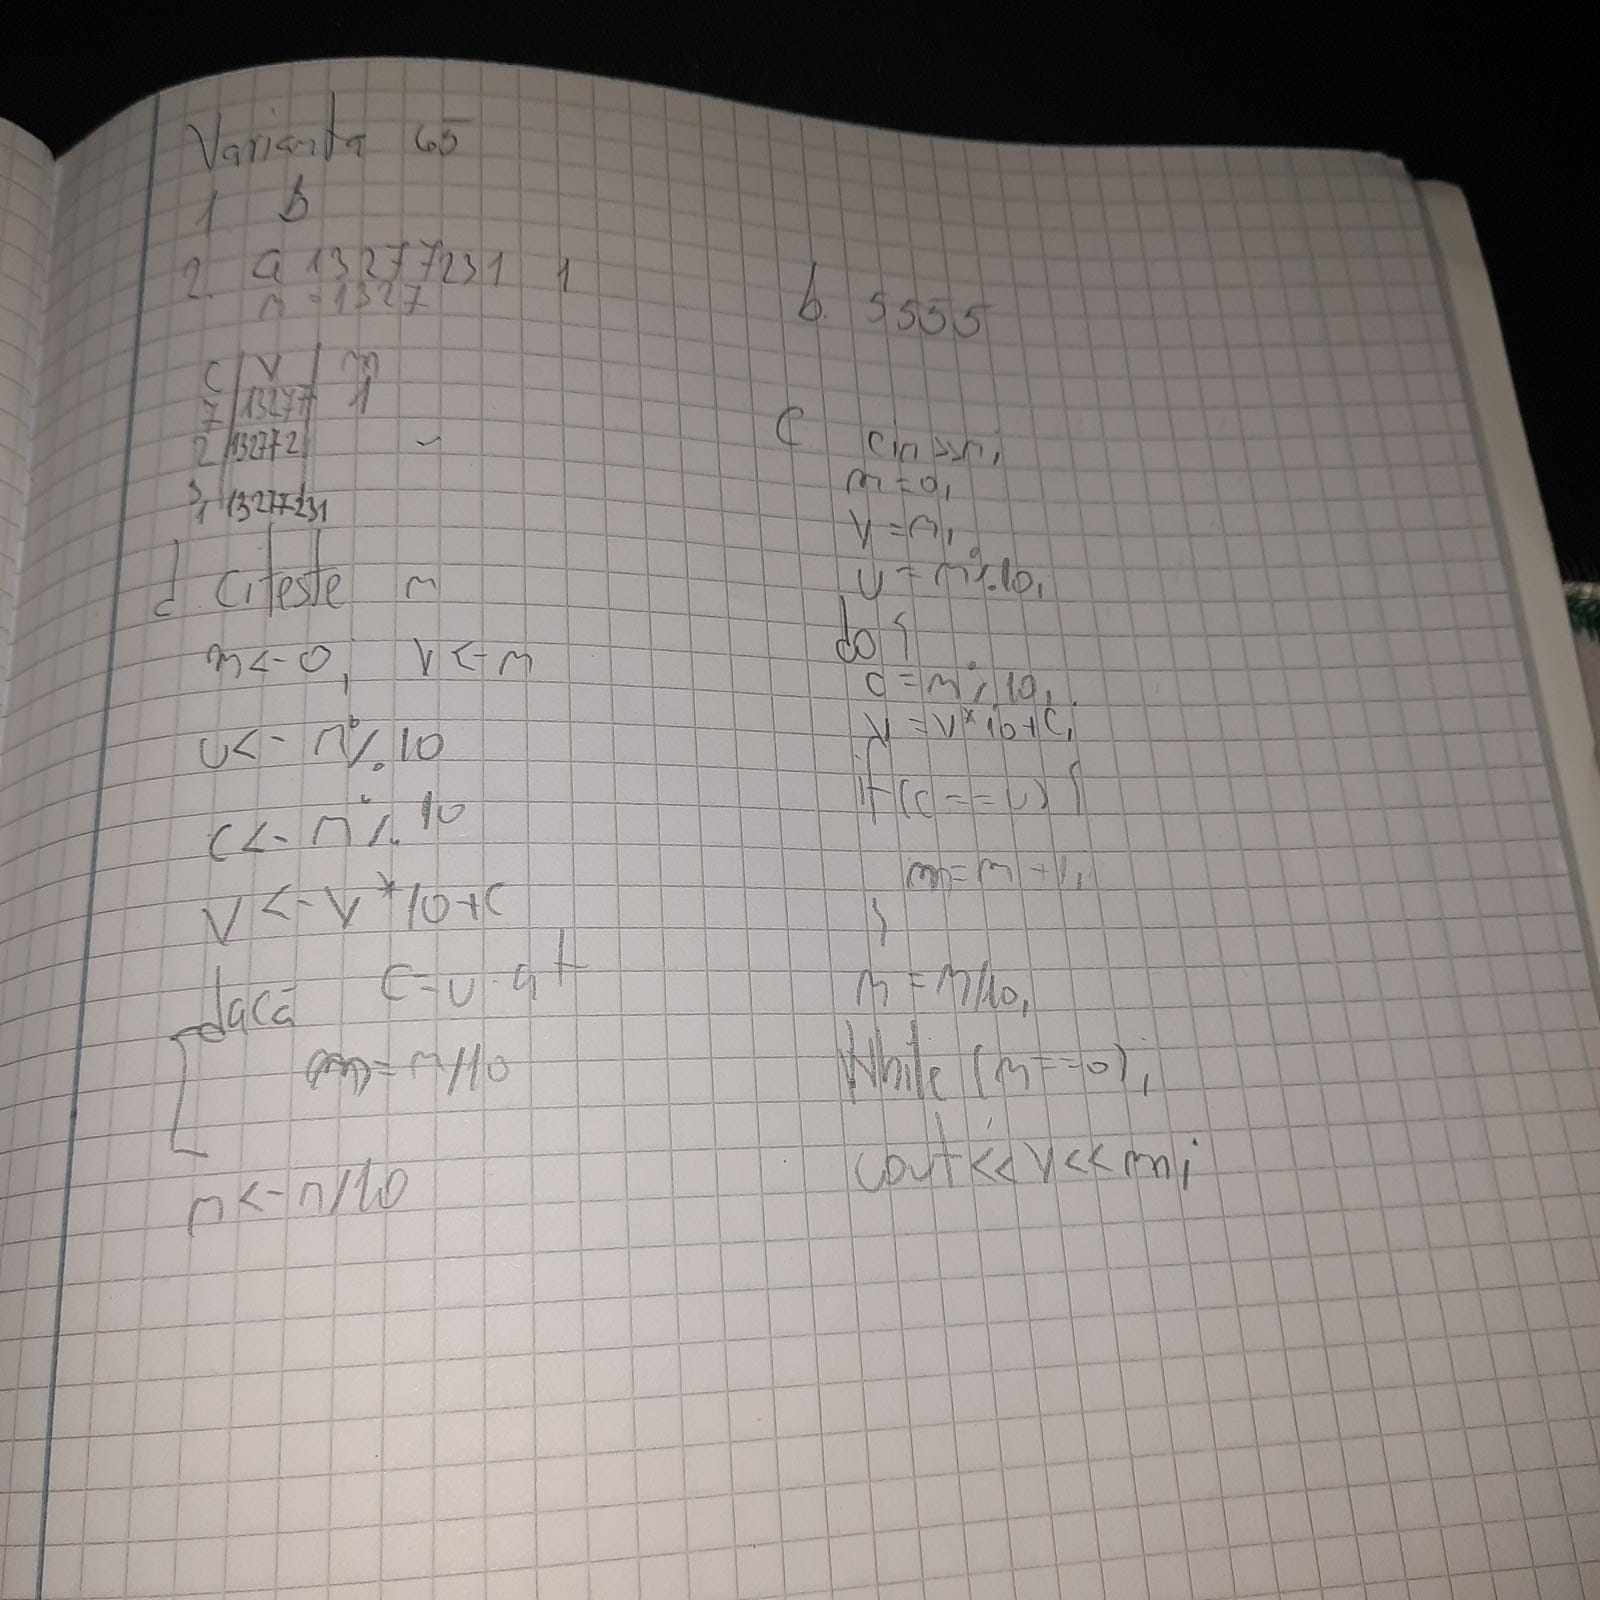 Varianta 65
1 b
2. a 13277231 1
n = 1327
c | v | m
7 | 13277 | 1
2 | 132772 -
3
1 13277231
d. Citeste n
m<-0; v<-n
u<-n%10
c<-n%10
v<-v*10+c
dacă c=u at
m=n/10
n<-n/10
b. 5555
C cin>>n;
m=0;
v=n;
u=n%10;
do {
c=n%10;
v=v*10+c;
if(c==u) {
m=m+1;
}
n=n/10;
While (n==0);
cout<<v<<m;